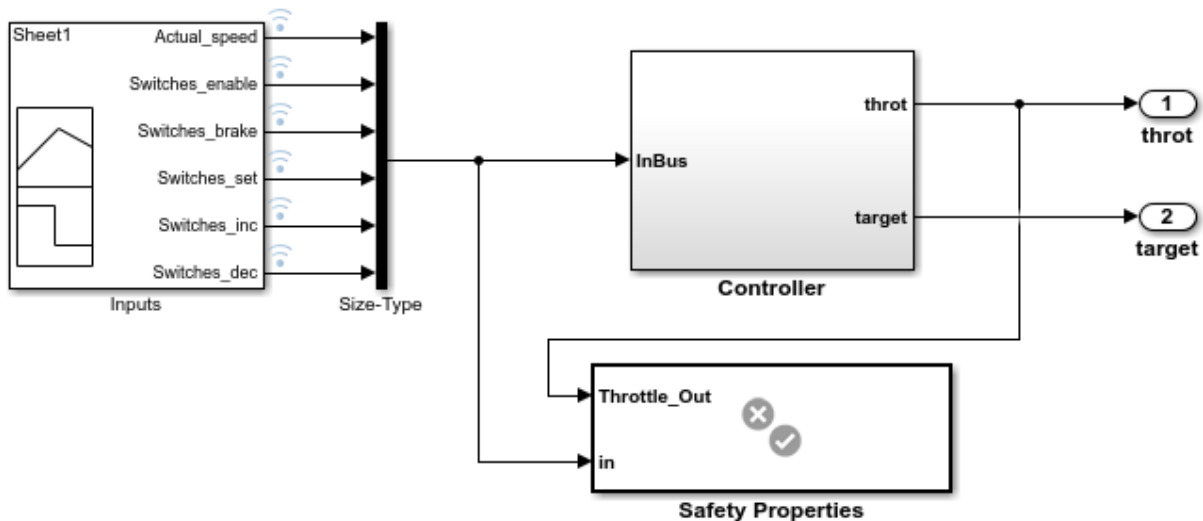 Sheet1
Actual_speed
Switches_enable
Switches_brake
Switches_set
Switches_inc
Switches_dec
Inputs
Size-Type
InBus
throt
target
Controller
1
throt
2
target
Throttle_Out
in
Safety Properties